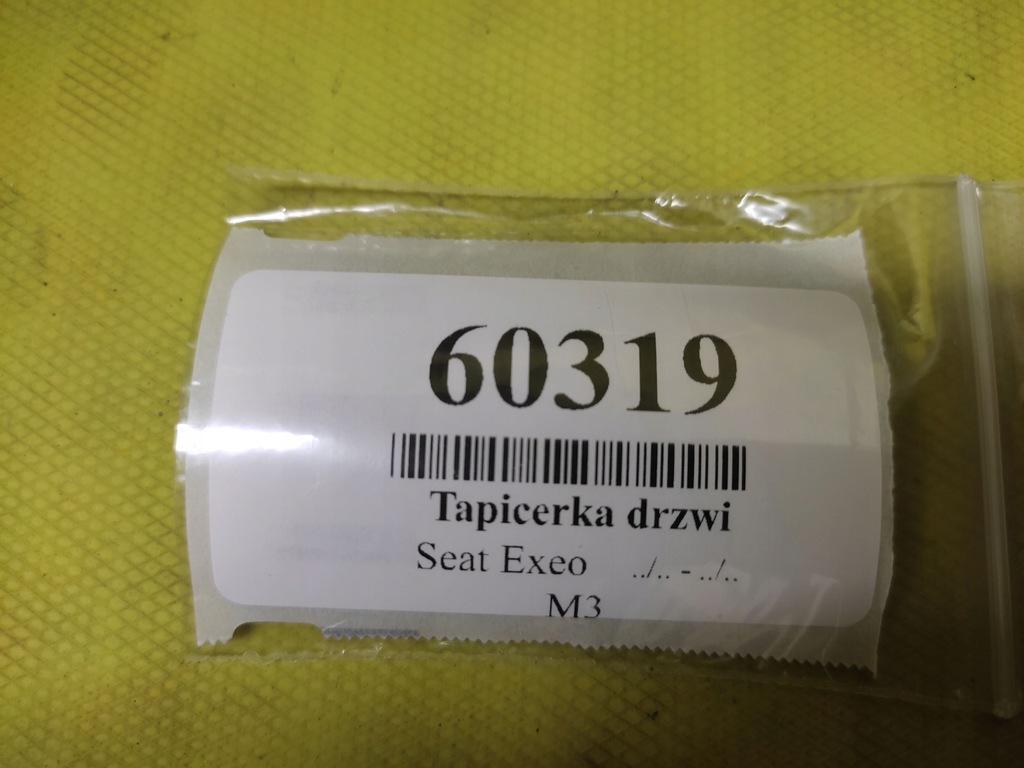 60319
Tapicerka drzwi
Seat Exeo ../.. - ../..
M3